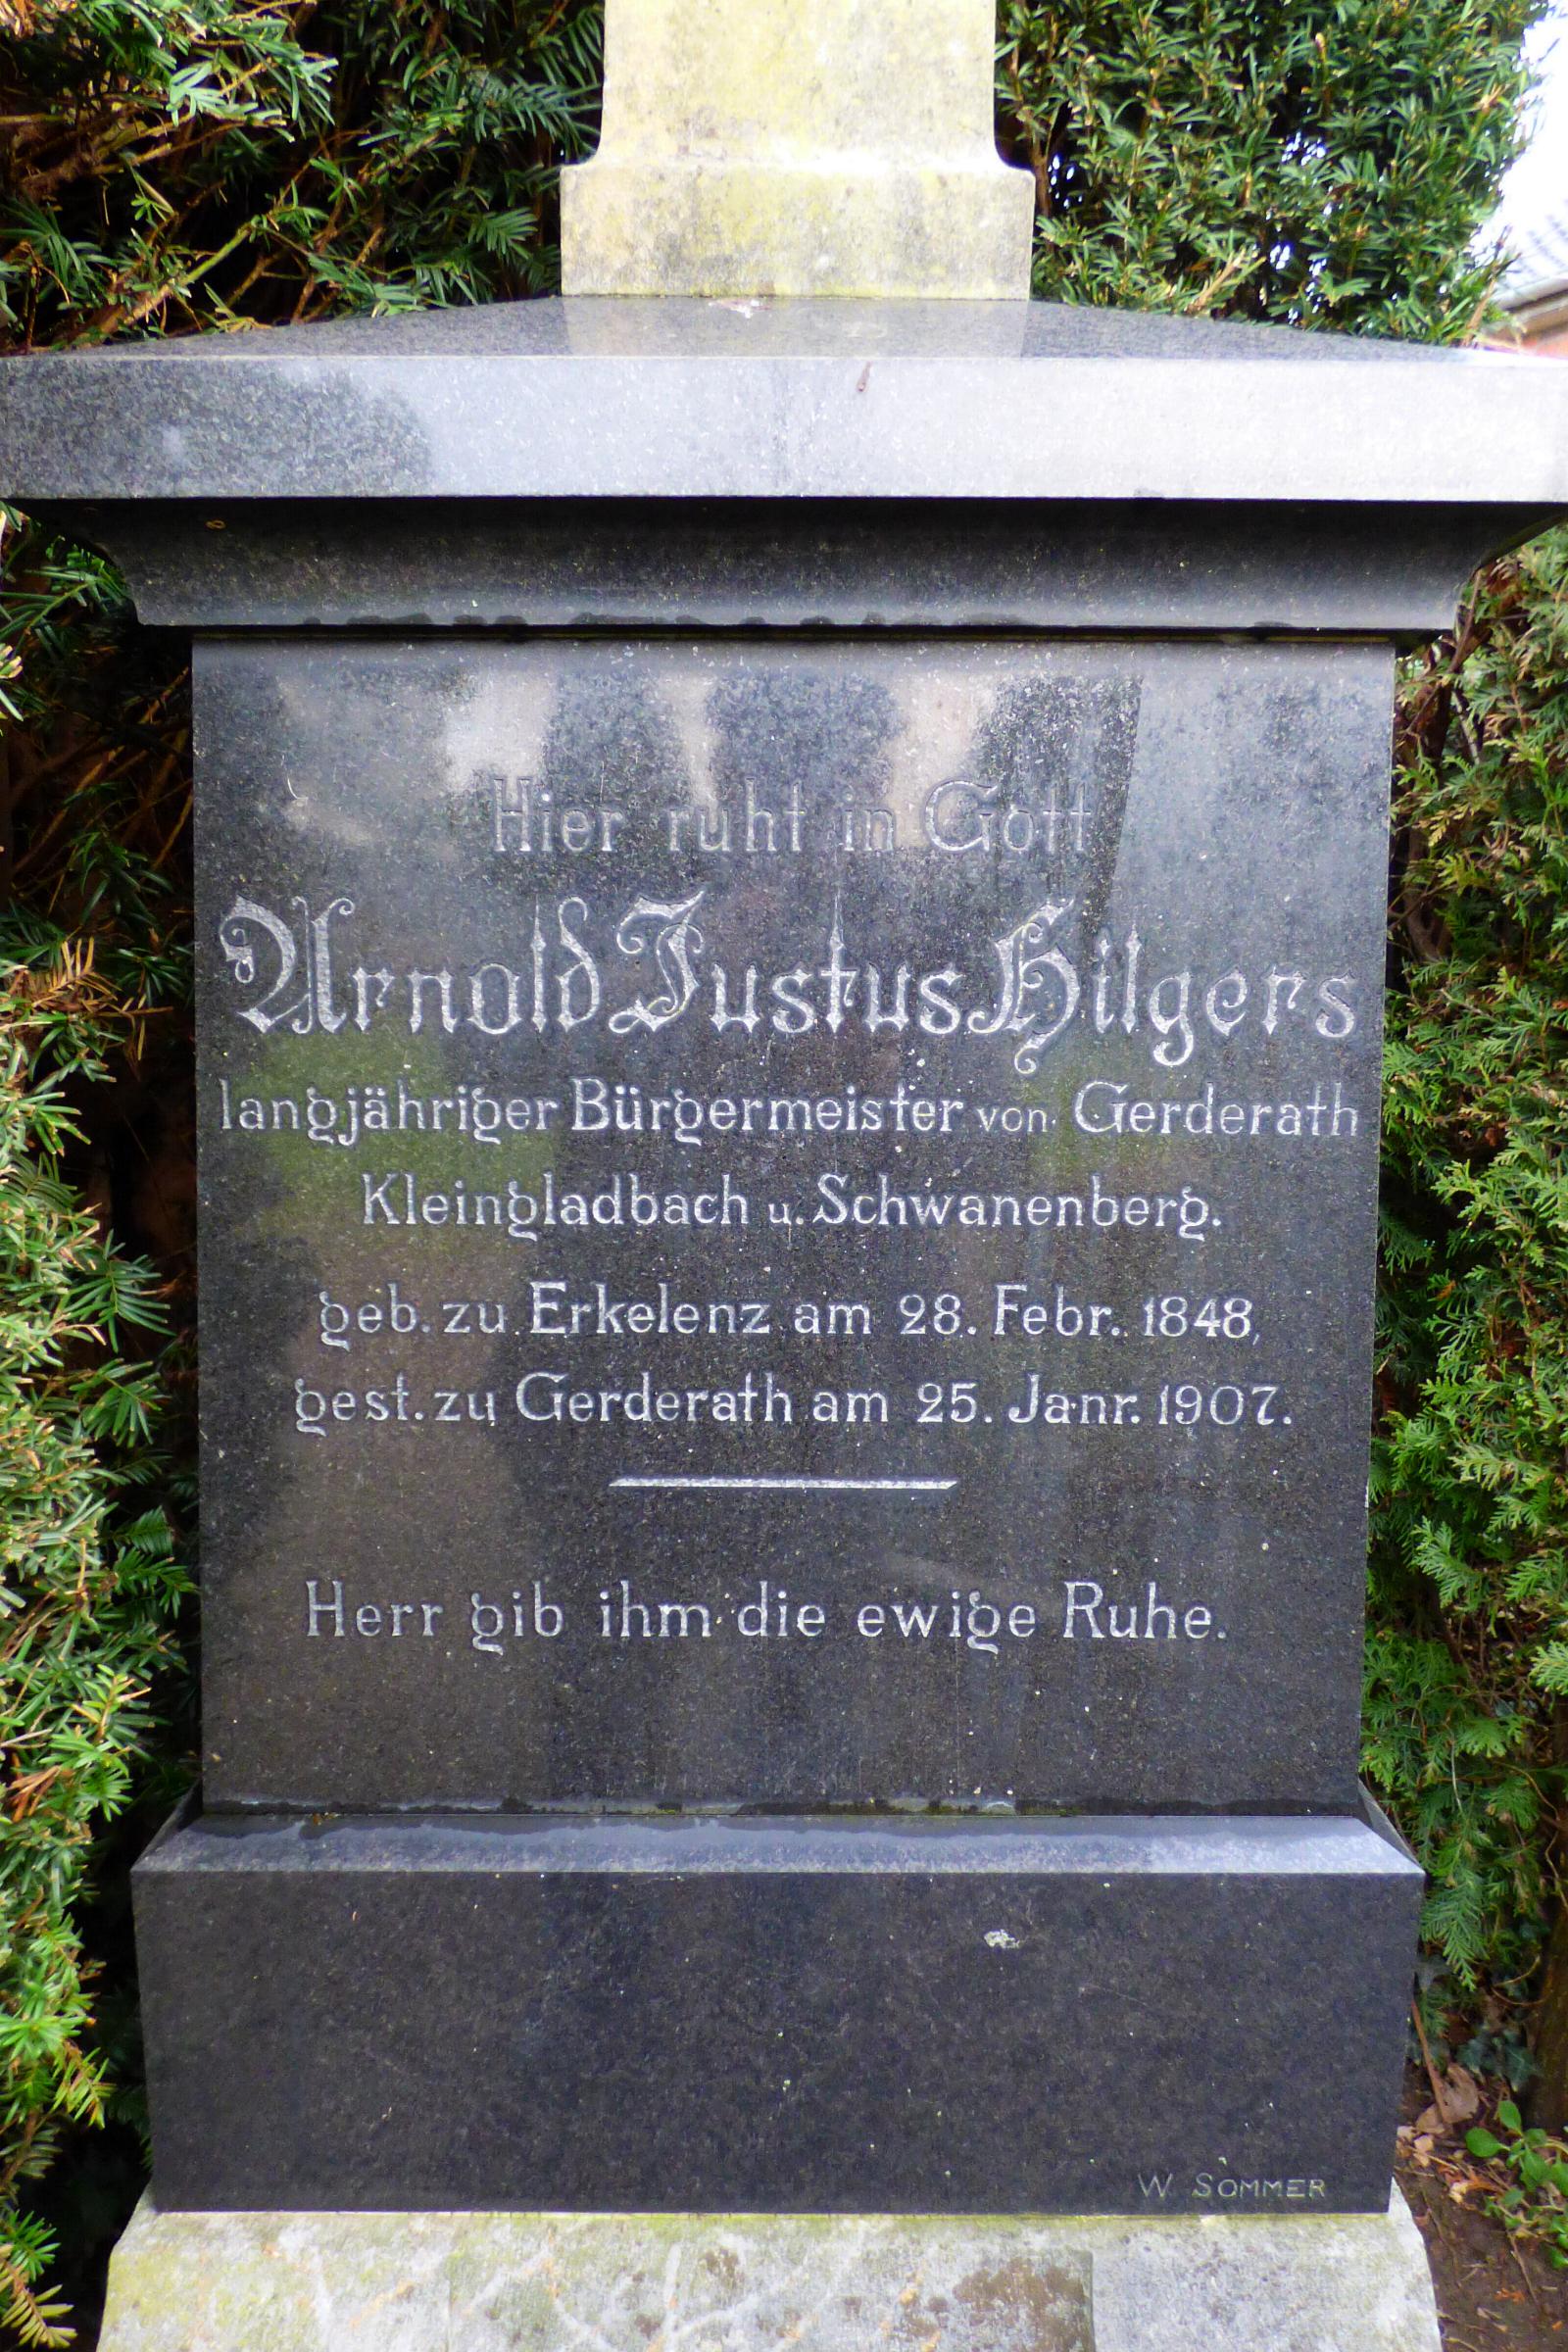 Hier ruht in Gott
Arnold Justus Hilgers
langjähriger Bürgermeister von Gerderath
Kleingladbach u. Schwanenberg.
geb. zu Erkelenz am 28. Febr. 1848,
gest. zu Gerderath am 25. Janr. 1907.
Herr gib ihm die ewige Ruhe.
W SOMMER